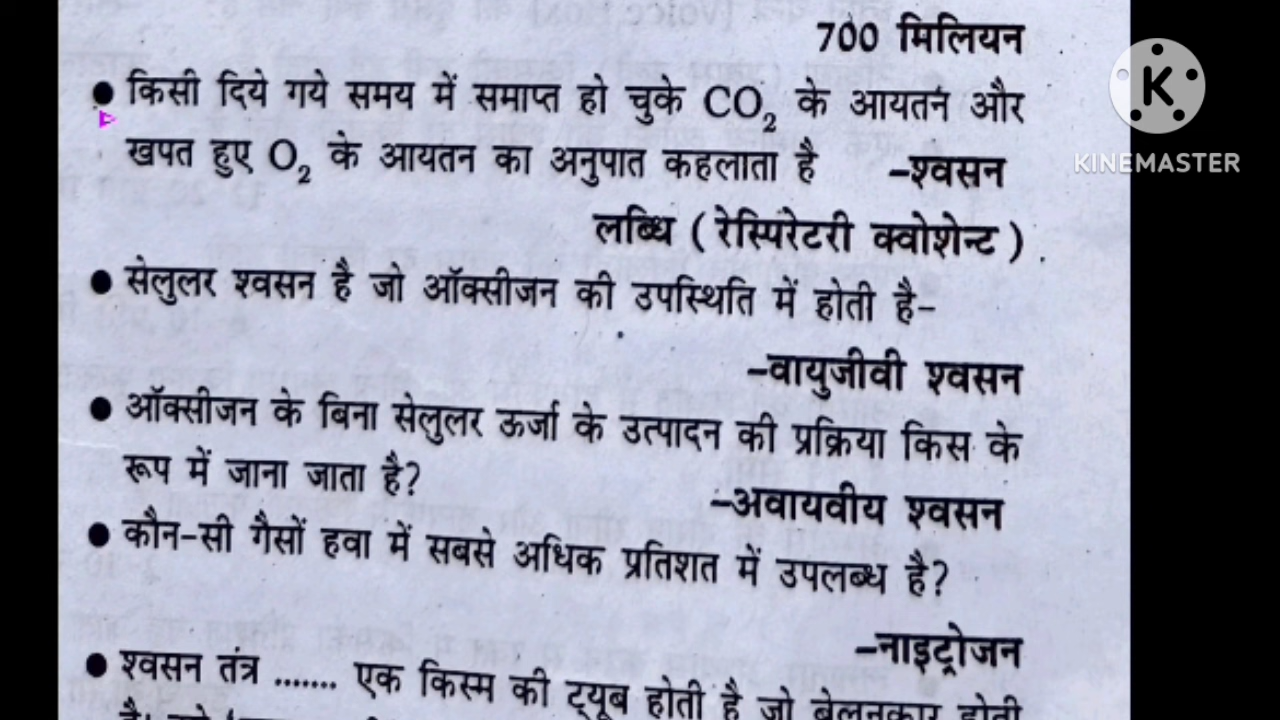 700 मिलियन
● किसी दिये गये समय में समाप्त हो चुके CO₂ के आयतन और
खपत हुए O₂ के आयतन का अनुपात कहलाता है –श्वसन
लब्धि ( रेस्पिरेटरी क्वोशेन्ट )
● सेलुलर श्वसन है जो ऑक्सीजन की उपस्थिति में होती है–
–वायुजीवी श्वसन
● ऑक्सीजन के बिना सेलुलर ऊर्जा के उत्पादन की प्रक्रिया किस के
रूप में जाना जाता है? –अवायवीय श्वसन
● कौन-सी गैसों हवा में सबसे अधिक प्रतिशत में उपलब्ध है?
–नाइट्रोजन
● श्वसन तंत्र ....... एक किस्म की ट्यूब होती है जो बेलनकार होती
K
KINEMASTER